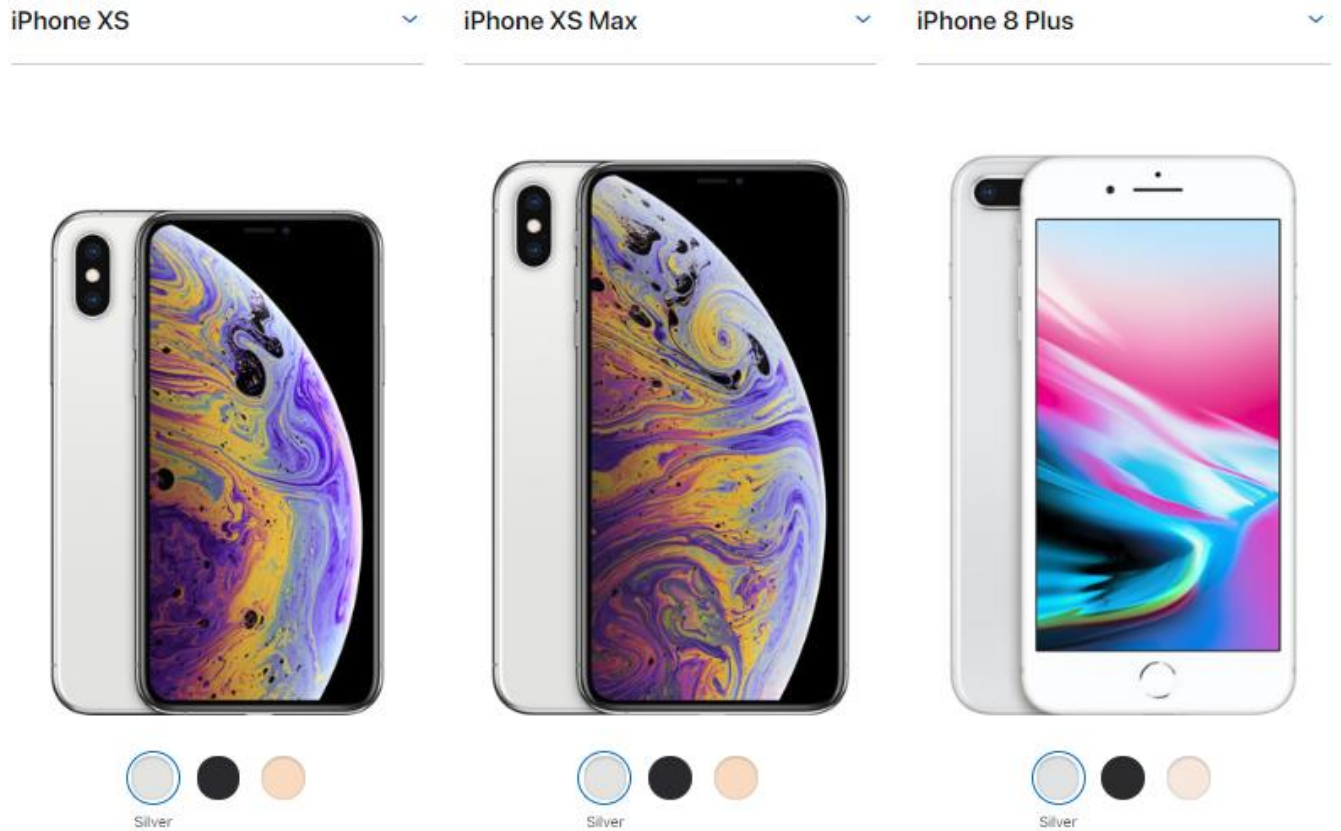 iPhone XS
iPhone XS Max
iPhone 8 Plus
Silver
Silver
Silver